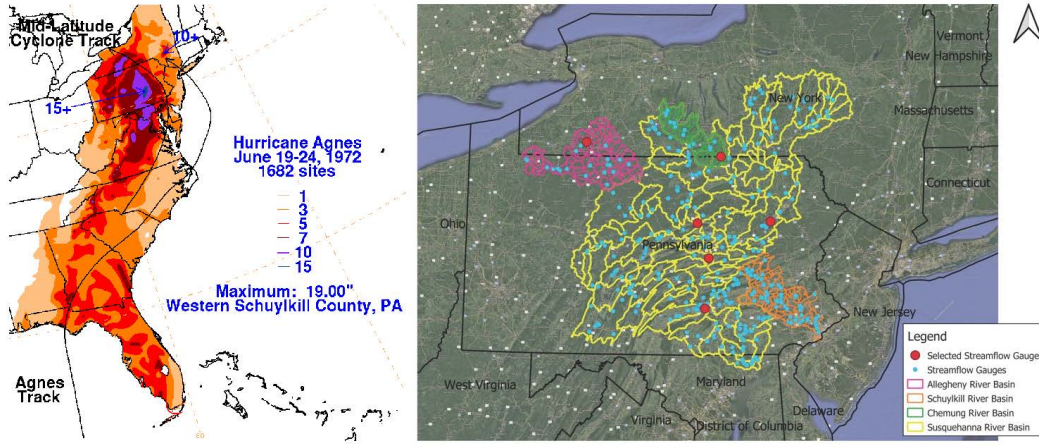 Mid-Latitude
Cyclone Track
10+
15+
Hurricane Agnes
June 19-24, 1972
1682 sites
1
3
5
7
10
15
Maximum: 19.00"
Western Schuylkill County, PA
Agnes
Track
Vermont
New Hampshire
New York
Massachusetts
Connecticut
Ohio
Pennsylvania
New Jersey
West Virginia
Maryland
Delaware
Virginia
District of Columbia
Legend
Selected Streamflow Gauge
Streamflow Gauges
Allegheny River Basin
Schuylkill River Basin
Chemung River Basin
Susquehanna River Basin